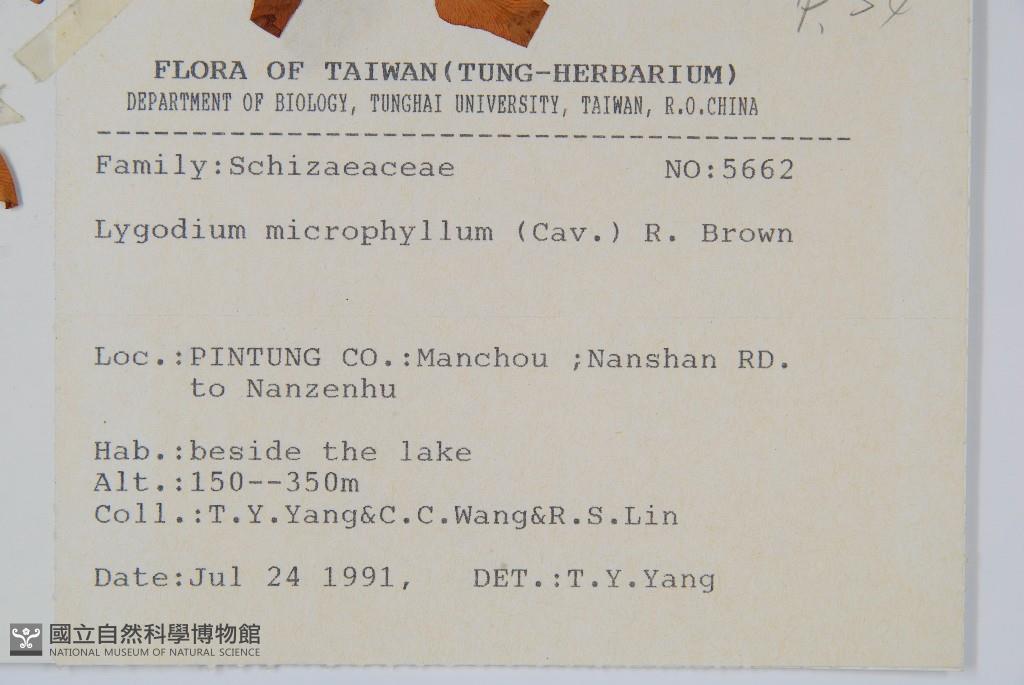 FLORA OF TAIWAN(TUNG-HERBARIUM)
DEPARTMENT OF BIOLOGY, TUNGHAI UNIVERSITY, TAIWAN, R.O.CHINA
Family:Schizaeaceae NO:5662
Lygodium microphyllum (Cav.) R. Brown
Loc.:PINTUNG CO.:Manchou ;Nanshan RD.
to Nanzenhu
Hab.:beside the lake
Alt.:150--350m
Coll.:T.Y.Yang&C.C.Wang&R.S.Lin
Date:Jul 24 1991, DET.:T.Y.Yang
國立自然科學博物館
NATIONAL MUSEUM OF NATURAL SCIENCE